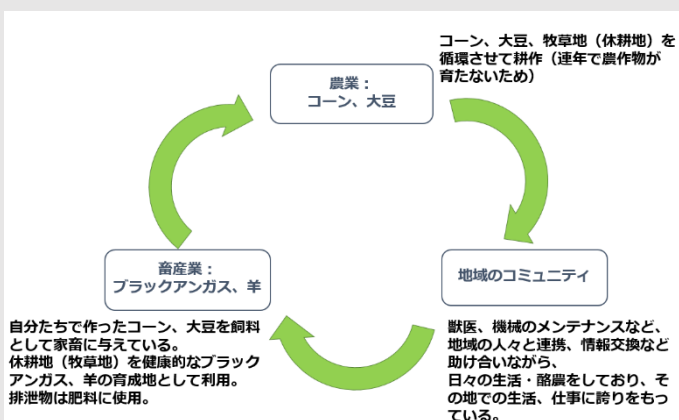 コーン、大豆、牧草地（休耕地）を
循環させて耕作（連年で農作物が
育たないため）
農業：
コーン、大豆
畜産業：
ブラックアンガス、羊
地域のコミュニティ
自分たちで作ったコーン、大豆を飼料
として家畜に与えている。
休耕地（牧草地）を健康的なブラック
アンガス、羊の育成地として利用。
排泄物は肥料に使用。
獣医、機械のメンテナンスなど、
地域の人々と連携、情報交換など
助け合いながら、
日々の生活・酪農をしており、そ
の地での生活、仕事に誇りをもっ
ている。